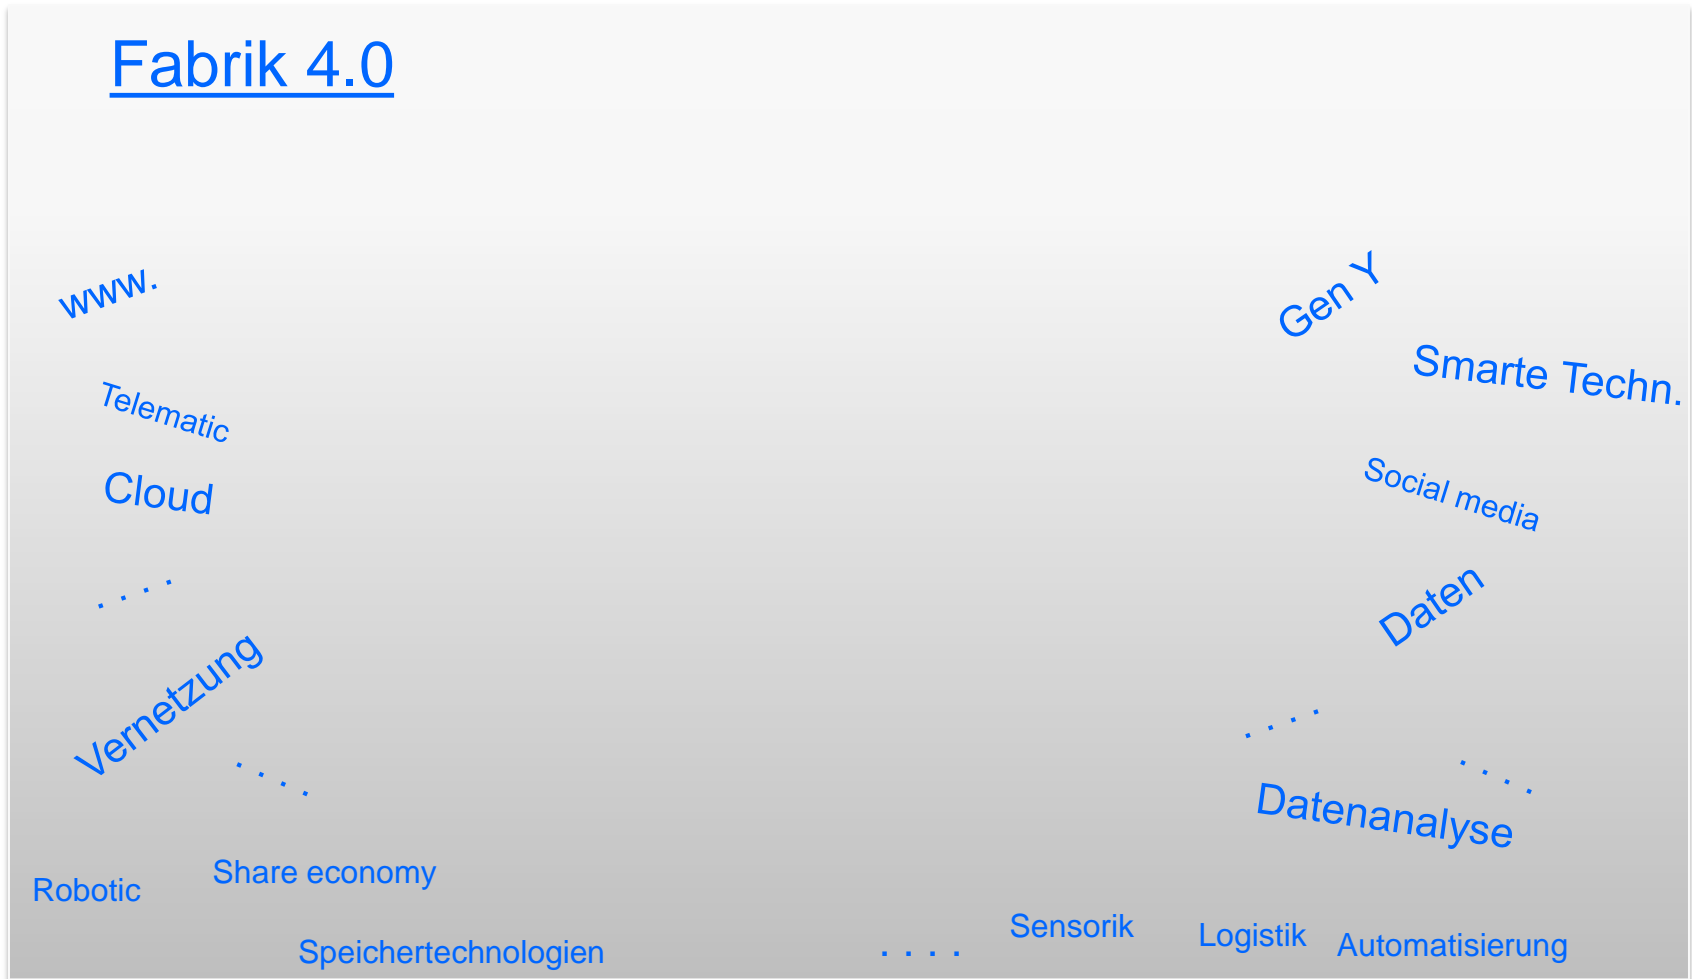 Fabrik 4.0
www.
Gen Y
Smarte Techn.
Telematic
Cloud
Social media
. . . .
Daten
Vernetzung
. . . .
. . . .
. . . .
Datenanalyse
Share economy
Robotic
Sensorik
Logistik
Automatisierung
Speichertechnologien
. . . .